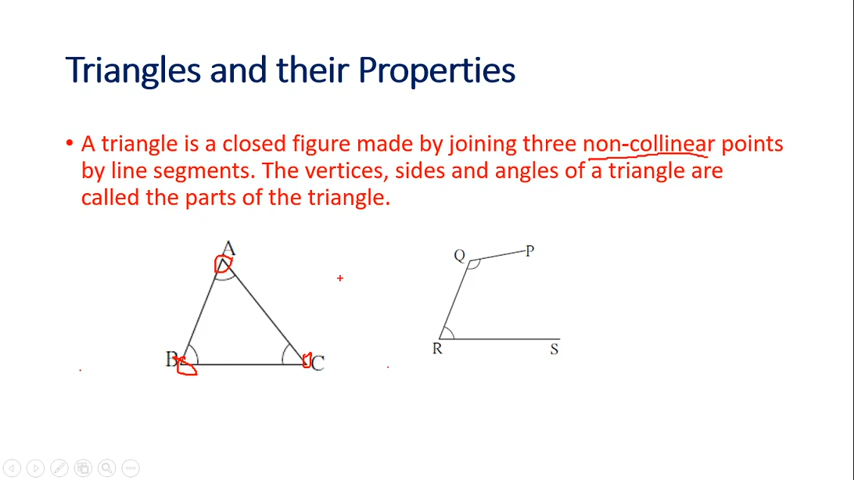 Triangles and their Properties
• A triangle is a closed figure made by joining three non-collinear points
by line segments. The vertices, sides and angles of a triangle are
called the parts of the triangle.
A
B
C
Q
P
R
S